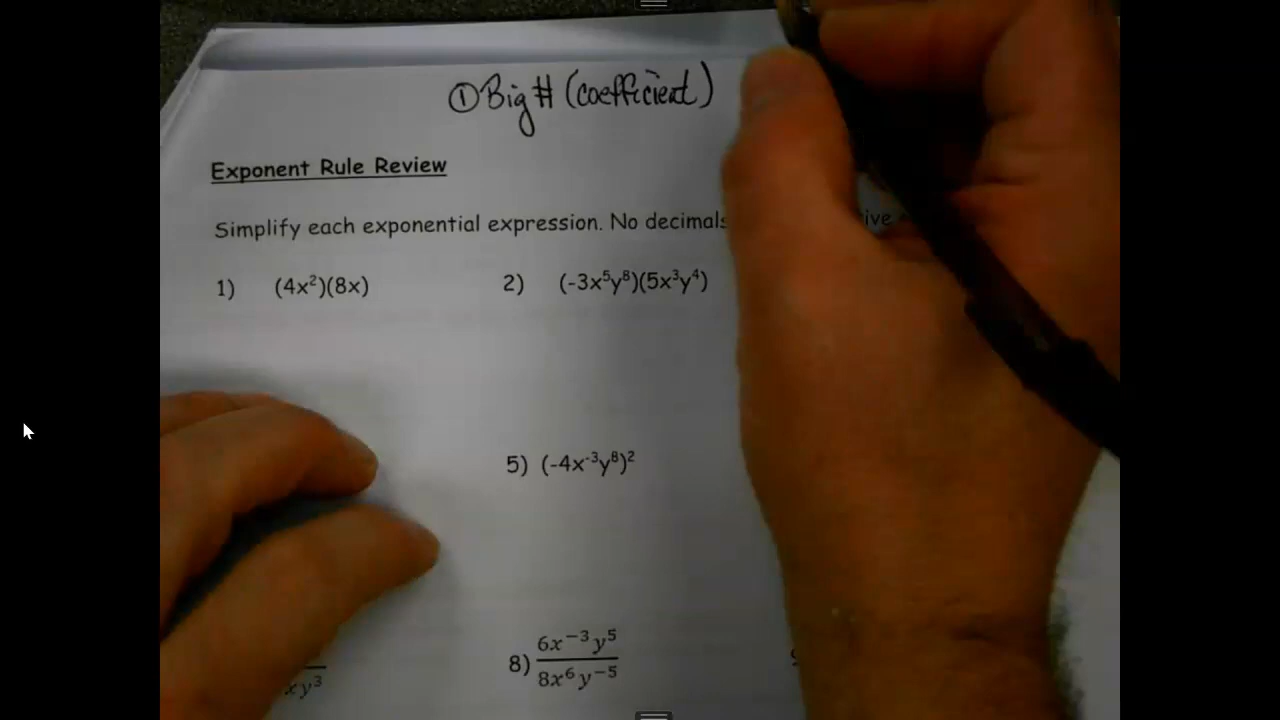 ① Big # (coefficient)
Exponent Rule Review
Simplify each exponential expression. No decimals
1) (4x²)(8x) 2) (-3x⁵y⁸)(5x³y⁴)
5) (-4x⁻³y⁸)²
8) 6x⁻³y⁵
8x⁶y⁻⁵
xy³